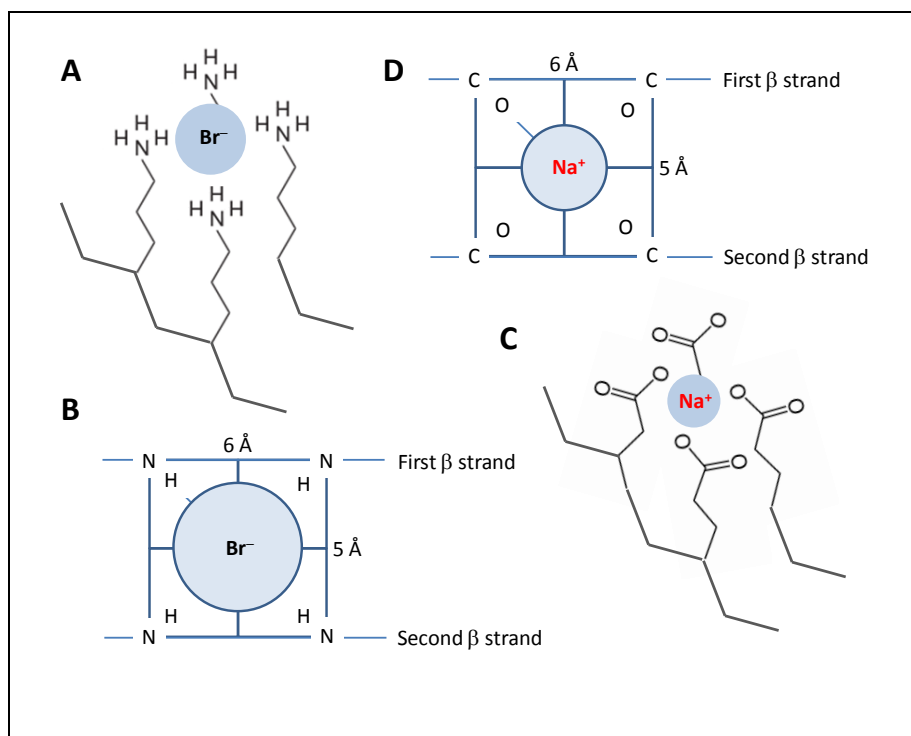 A
H
H N H
Br–
H
H N H
H
H N H
H
H N H
D
6 Å
C C First β strand
O O
Na+
5 Å
O O
C C Second β strand
B
6 Å
N N First β strand
H H
Br–
5 Å
H H
N N Second β strand
C
O
O
O
O
Na+
O
O
O
O